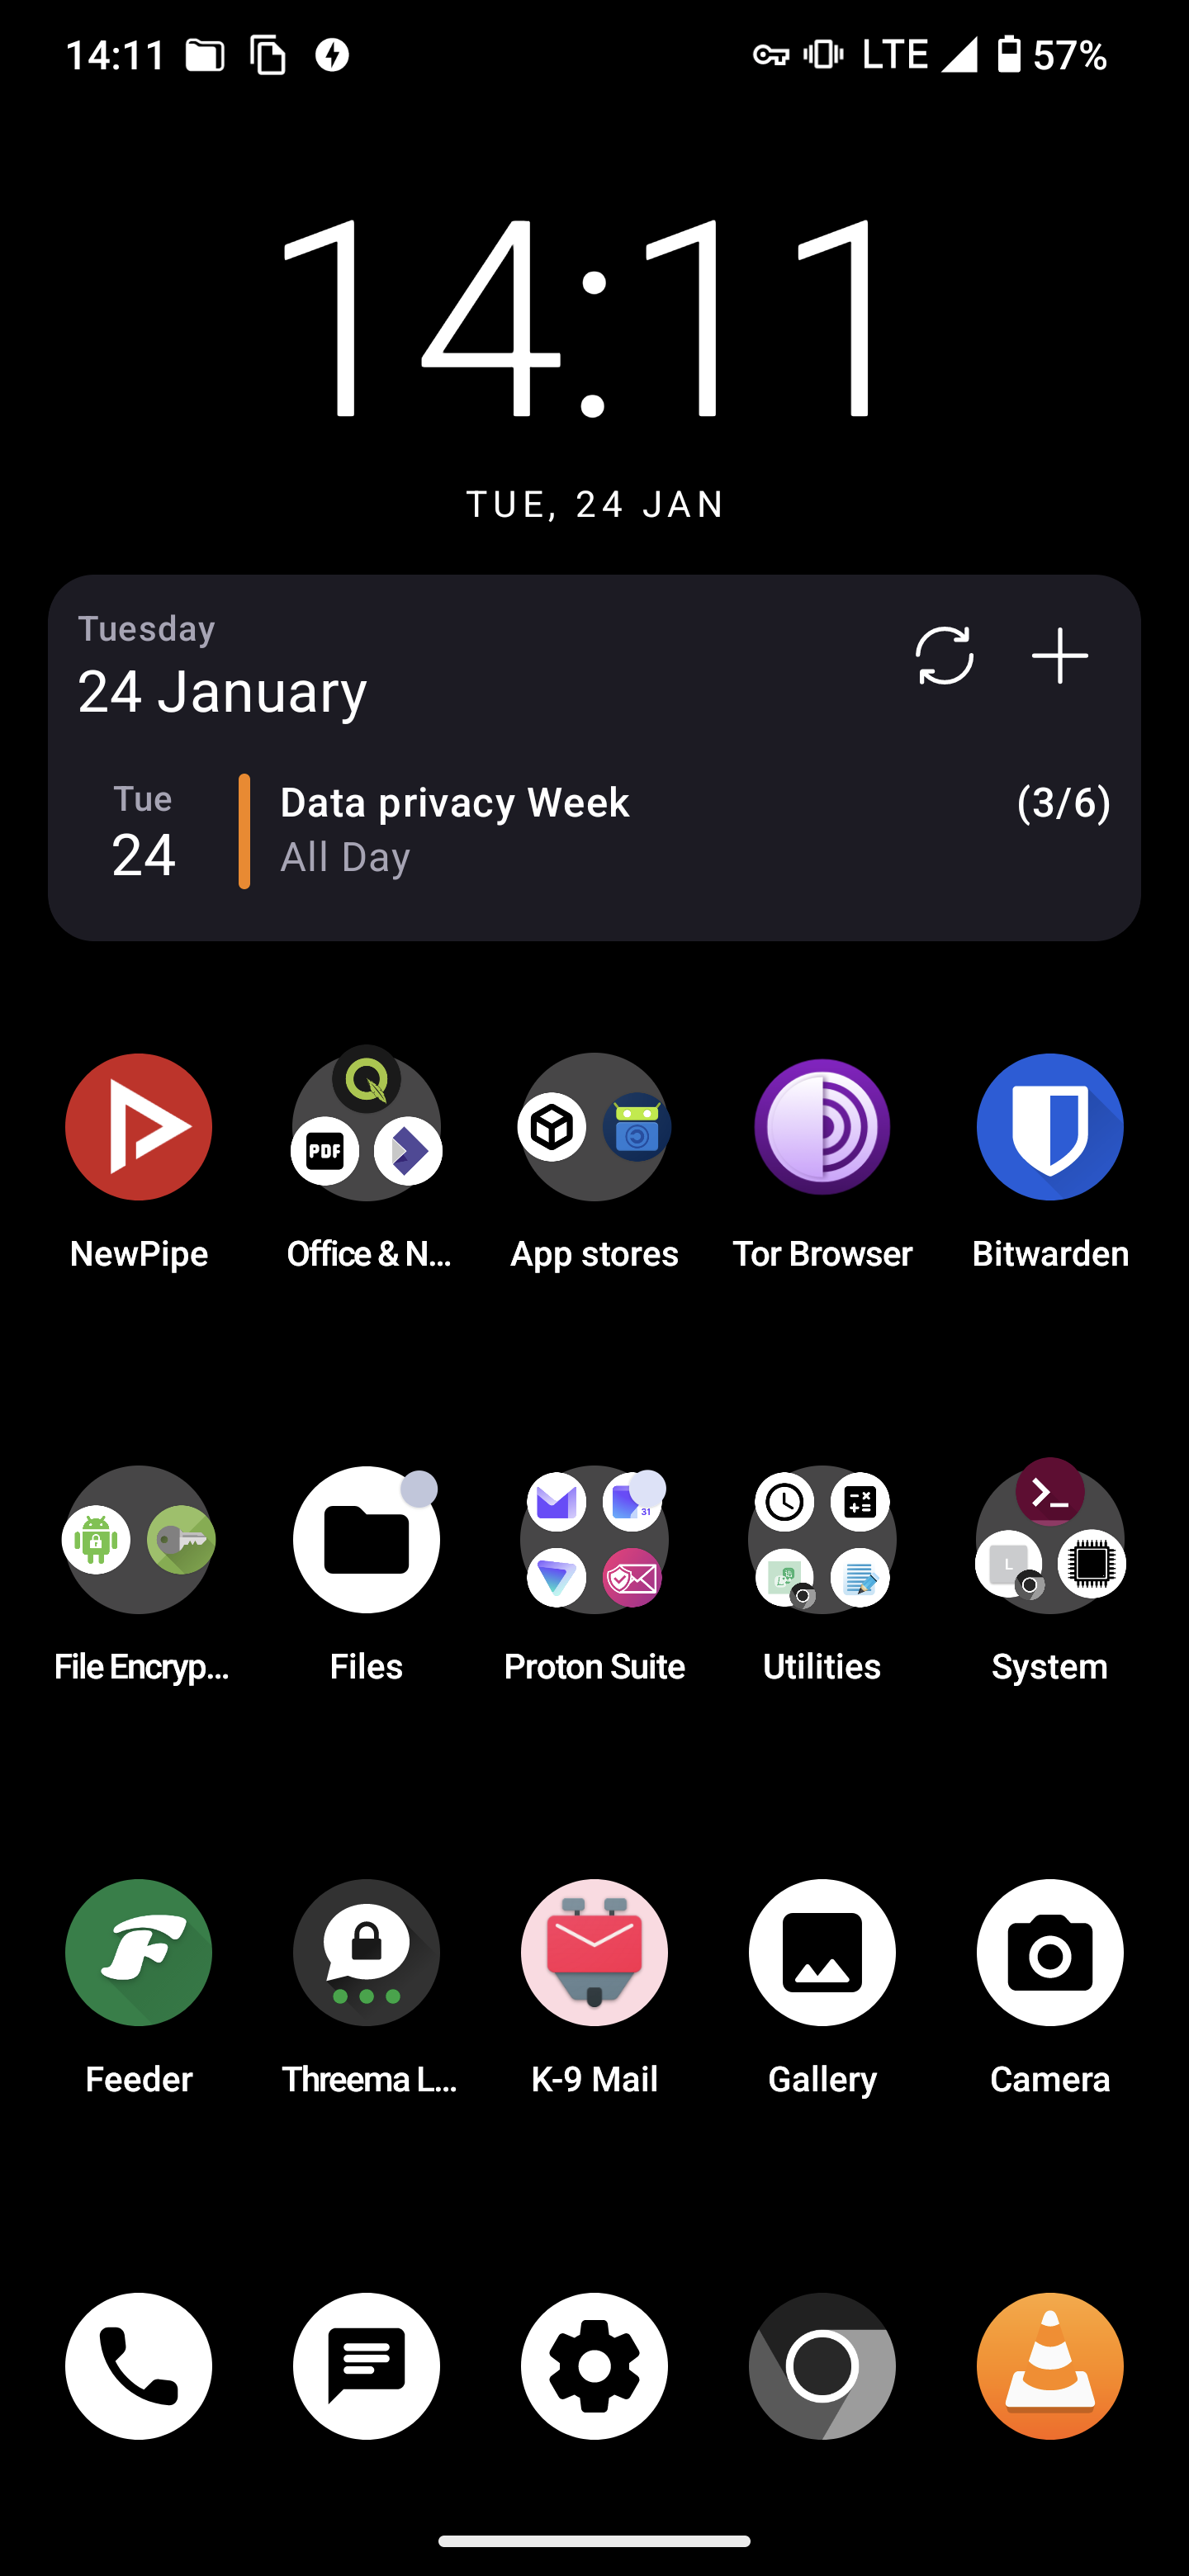 14:11 LTE 57%
14:11
TUE, 24 JAN
Tuesday
24 January
Tue
24
Data privacy Week (3/6)
All Day
PDF
NewPipe Office & N... App stores Tor Browser Bitwarden
31
L
File Encryp... Files Proton Suite Utilities System
Feeder Threema L... K-9 Mail Gallery Camera